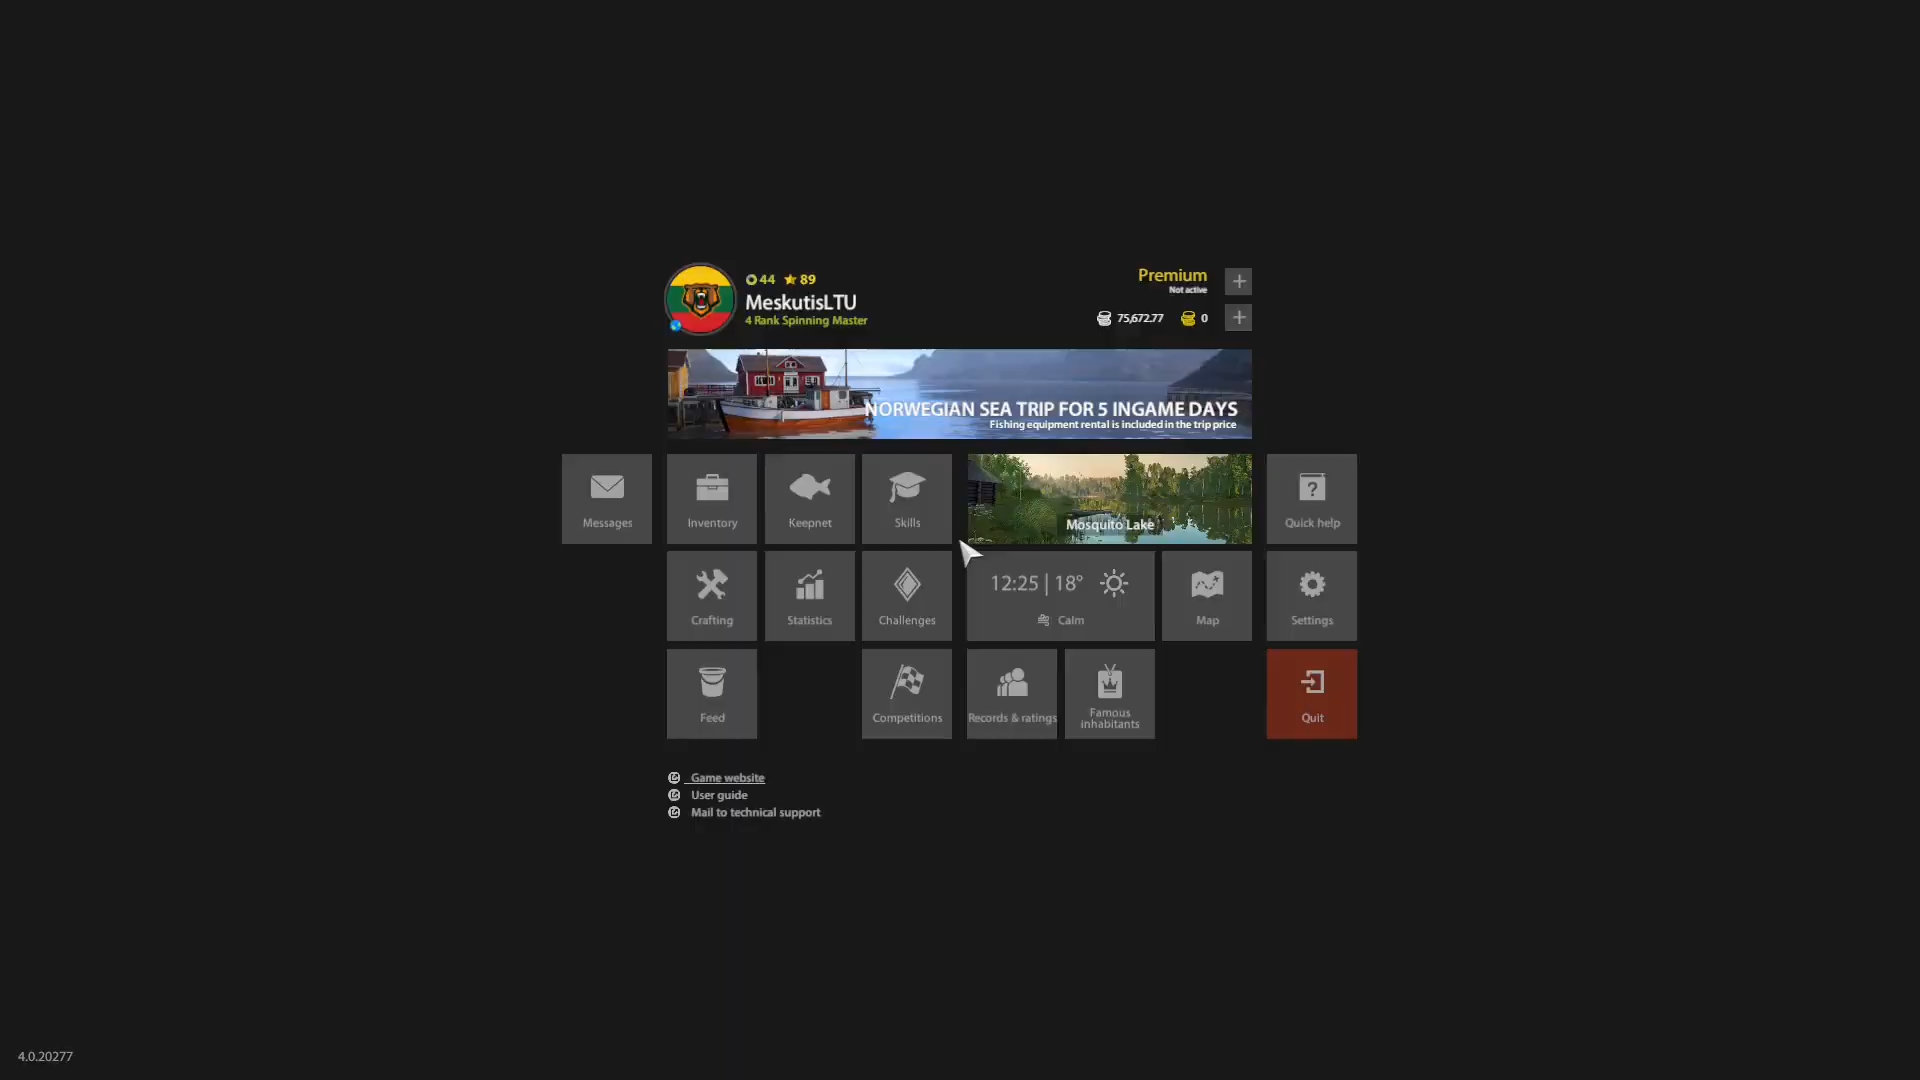 44 89
MeskutisLTU
4 Rank Spinning Master
Premium
Not active
75,672.77 0
NORWEGIAN SEA TRIP FOR 5 INGAME DAYS
Fishing equipment rental is included in the trip price
Messages
Inventory
Keepnet
Skills
Mosquito Lake
Quick help
Crafting
Statistics
Challenges
12:25 | 18°
Calm
Map
Settings
Feed
Competitions
Records & ratings
Famous
inhabitants
Quit
Game website
User guide
Mail to technical support
4.0.20277